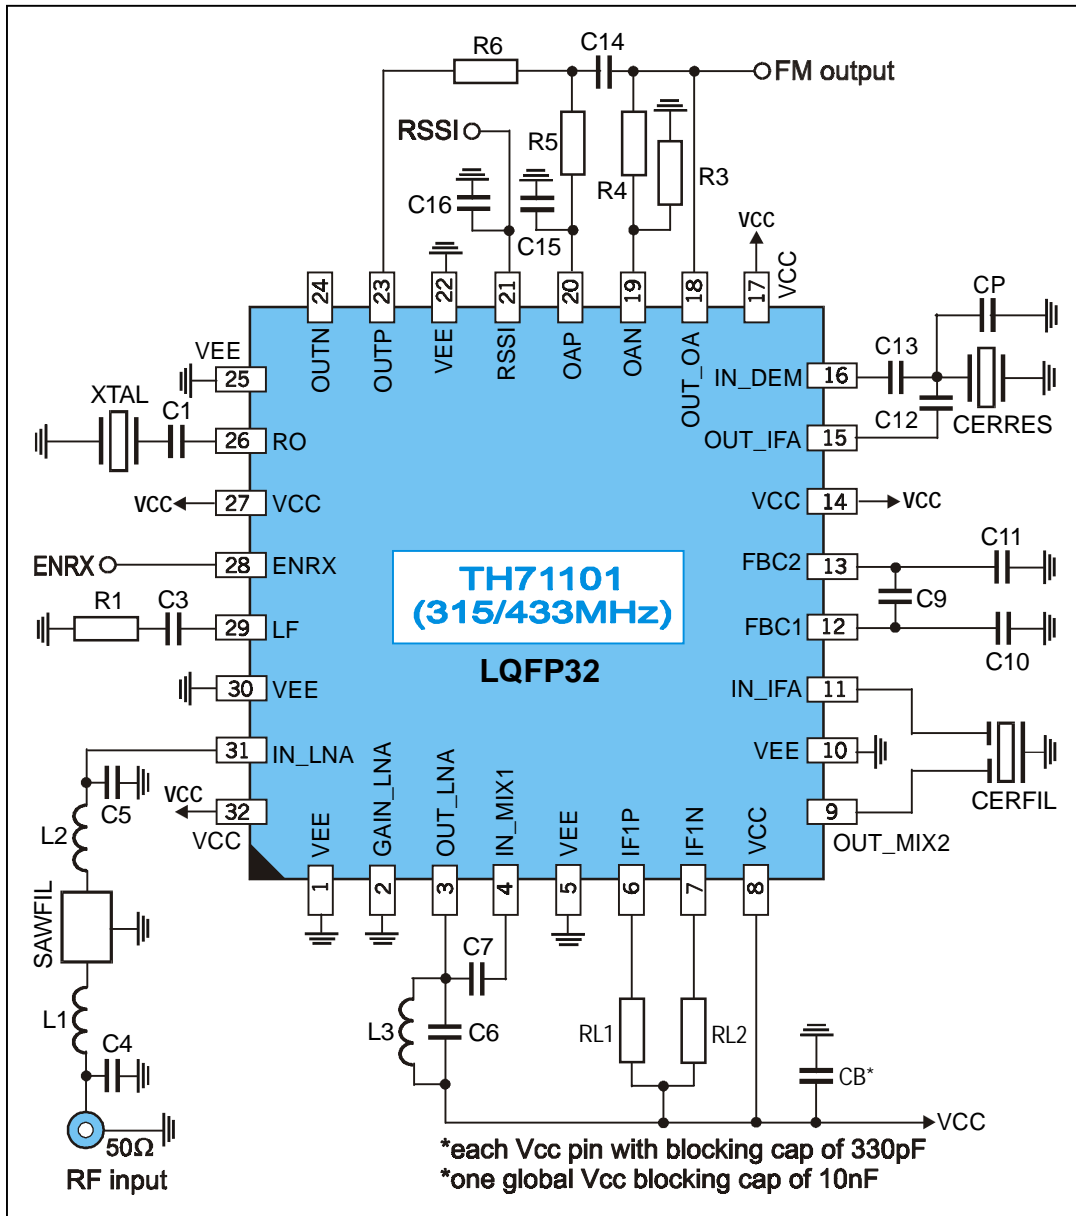 C14
R6
FM output
RSSI
R5
R4
R3
C16
C15
VCC
VCC
24
23
22
21
20
19
18
17
OUTN
OUTP
VEE
RSSI
OAP
OAN
OUT_OA
CP
VEE
25
IN_DEM
16
C13
XTAL
C1
C12
CERRES
26
RO
OUT_IFA
15
VCC
27
VCC
VCC
14
VCC
C11
ENRX
28
ENRX
FBC2
13
TH71101
(315/433MHz)
C9
R1
C3
29
LF
FBC1
12
C10
LQFP32
30
VEE
IN_IFA
11
31
IN_LNA
VEE
10
CERFIL
C5
VCC
32
VCC
9
OUT_MIX2
L2
VEE
GAIN_LNA
OUT_LNA
IN_MIX1
VEE
IF1P
IF1N
VCC
1
2
3
4
5
6
7
8
SAWFIL
C7
L1
L3
C6
RL1
RL2
C4
CB*
VCC
50Ω
RF input
*each Vcc pin with blocking cap of 330pF
*one global Vcc blocking cap of 10nF